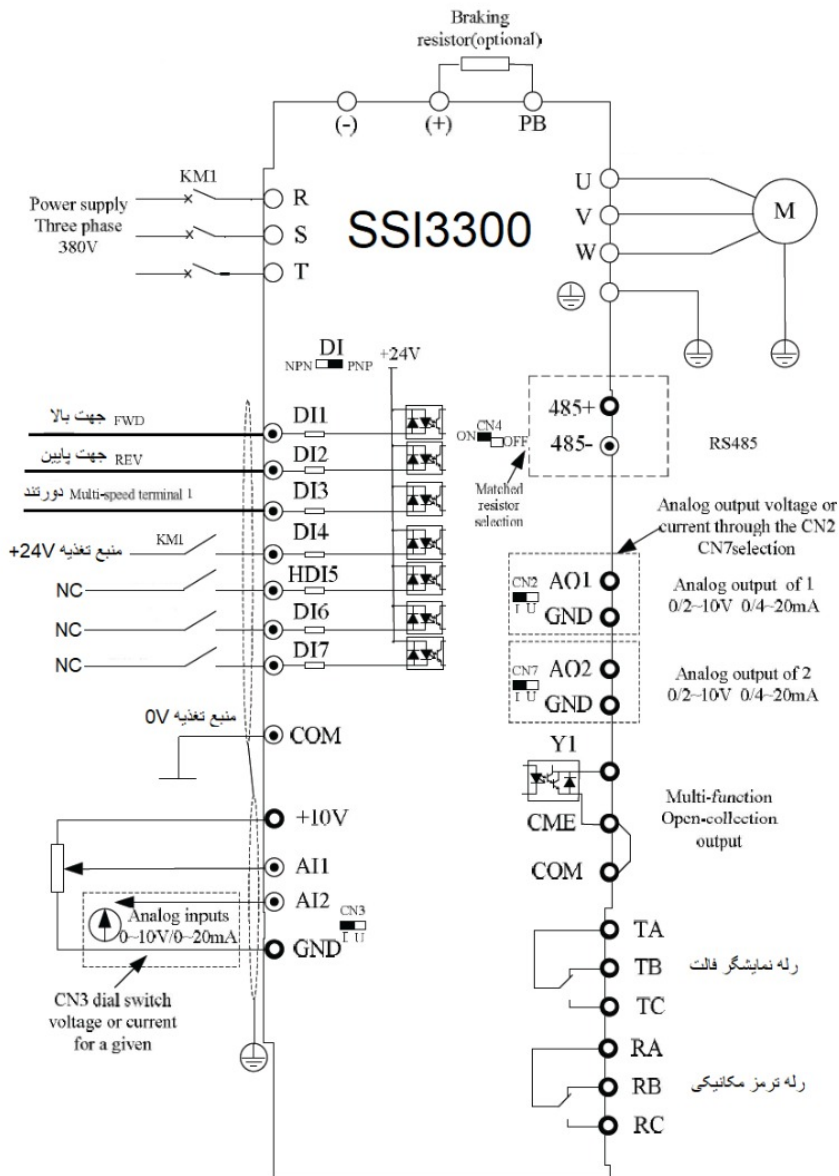 Braking
resistor(optional)
(-)
(+)
PB
KM1
Power supply
Three phase
380V
R
S
T
SSI3300
U
V
W
M
DI
NPN
PNP
+24V
جهت بالا FWD
DI1
جهت پایین REV
DI2
دورتند Multi-speed terminal 1
DI3
منبع تغذیه +24V
KM1
DI4
NC
HDI5
NC
DI6
NC
DI7
منبع تغذیه 0V
COM
+10V
AI1
AI2
Analog inputs
0~10V/0~20mA
CN3
I U
GND
CN3 dial switch
voltage or current
for a given
485+
CN4
ON
OFF
485-
RS485
Matched
resistor
selection
Analog output voltage or
current through the CN2
CN7selection
CN2
I U
AO1
GND
Analog output of 1
0/2~10V 0/4~20mA
CN7
I U
AO2
GND
Analog output of 2
0/2~10V 0/4~20mA
Y1
CME
COM
Multi-function
Open-collection
output
TA
TB
TC
رله نمایشگر فالت
RA
RB
RC
رله ترمز مکانیکی